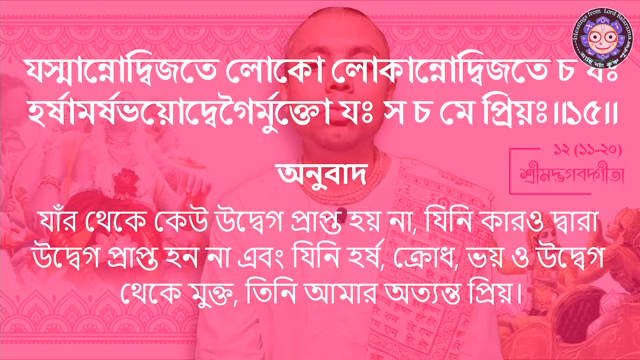 যস্মান্নোদ্বিজতে লোকো লোকান্নোদ্বিজতে চ যঃ
হর্ষামর্ষভয়োদ্বেগৈর্মুক্তো যঃ স চ মে প্রিয়ঃ॥১৫॥
১২ (১১-২০)
শ্রীমদ্ভগবদ্গীতা
অনুবাদ
যাঁর থেকে কেউ উদ্বেগ প্রাপ্ত হয় না, যিনি কারও দ্বারা
উদ্বেগ প্রাপ্ত হন না এবং যিনি হর্ষ, ক্রোধ, ভয় ও উদ্বেগ
থেকে মুক্ত, তিনি আমার অত্যন্ত প্রিয়।